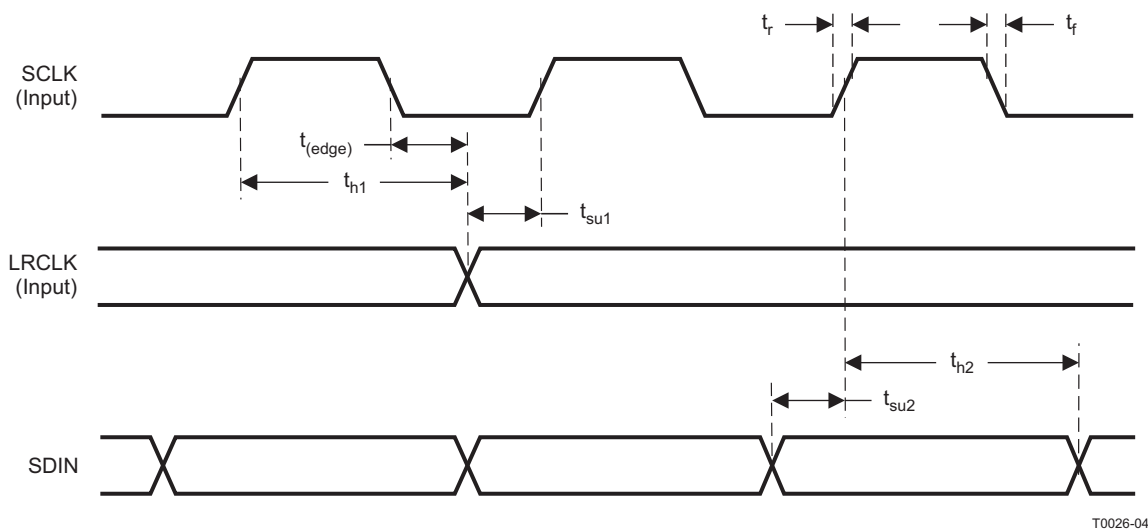 t_r
t_f
SCLK
(Input)
t_(edge)
t_h1
t_su1
LRCLK
(Input)
t_h2
t_su2
SDIN
T0026-04